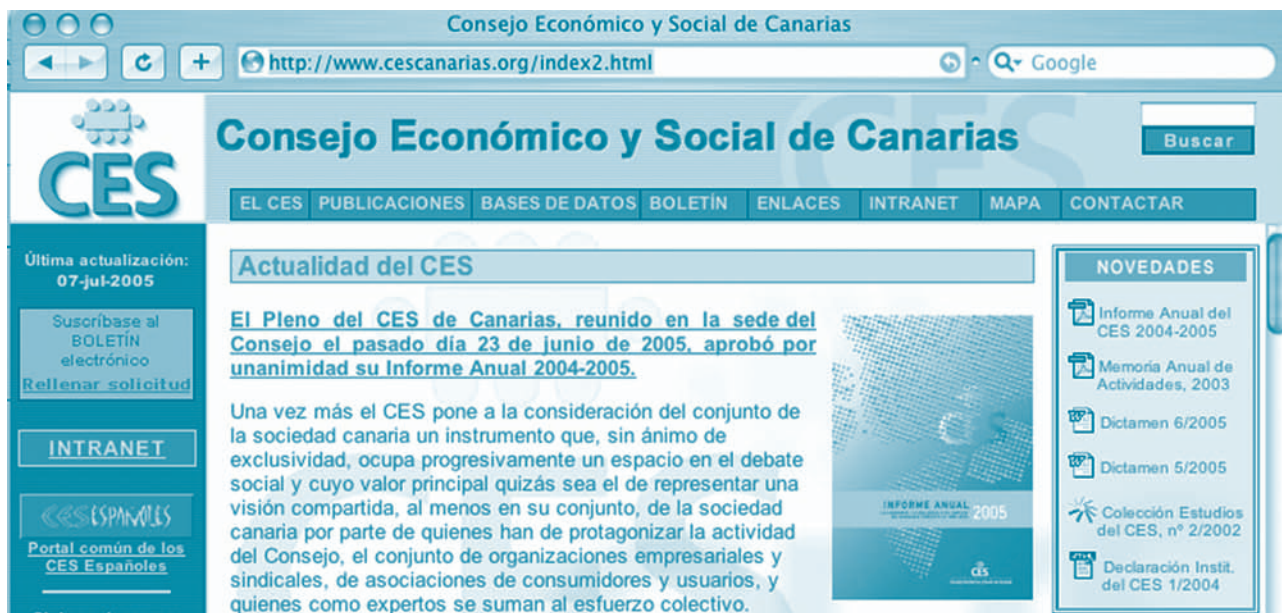 Consejo Económico y Social de Canarias
http://www.cescanarias.org/index2.html
Google
CES
Consejo Económico y Social de Canarias
Buscar
EL CES PUBLICACIONES BASES DE DATOS BOLETÍN ENLACES INTRANET MAPA CONTACTAR
Última actualización:
07-jul-2005
Suscríbase al
BOLETÍN
electrónico
Rellenar solicitud
INTRANET
CES ESPAÑOLES
Portal común de los
CES Españoles
Actualidad del CES
El Pleno del CES de Canarias, reunido en la sede del
Consejo el pasado día 23 de junio de 2005, aprobó por
unanimidad su Informe Anual 2004-2005.
Una vez más el CES pone a la consideración del conjunto de
la sociedad canaria un instrumento que, sin ánimo de
exclusividad, ocupa progresivamente un espacio en el debate
social y cuyo valor principal quizás sea el de representar una
visión compartida, al menos en su conjunto, de la sociedad
canaria por parte de quienes han de protagonizar la actividad
del Consejo, el conjunto de organizaciones empresariales y
sindicales, de asociaciones de consumidores y usuarios, y
quienes como expertos se suman al esfuerzo colectivo.
ces
INFORME ANUAL
2005
ces
NOVEDADES
Informe Anual del
CES 2004-2005
Memoria Anual de
Actividades, 2003
Dictamen 6/2005
Dictamen 5/2005
Colección Estudios
del CES, nº 2/2002
Declaración Instit.
del CES 1/2004